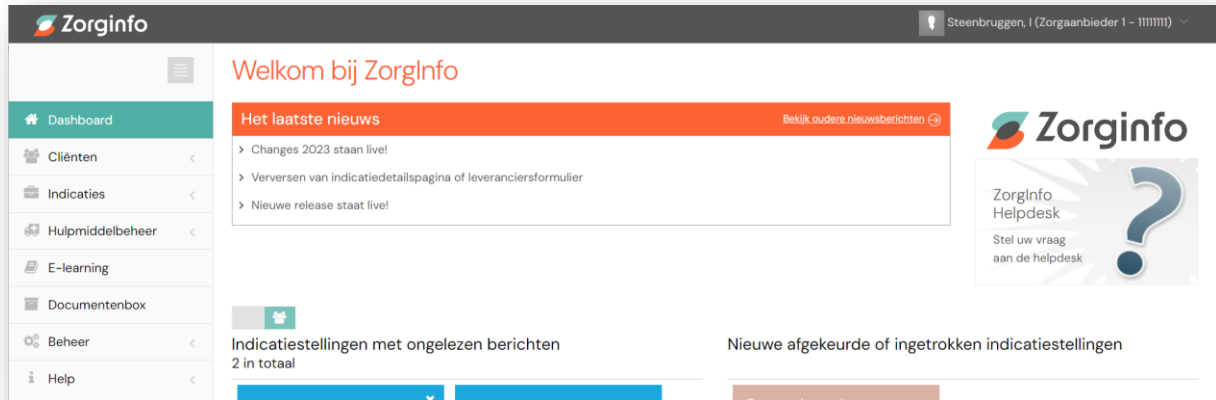 Zorginfo
Steenbruggen, I (Zorgaanbieder 1 - 11111111)
Welkom bij ZorgInfo
Dashboard
Cliënten
Indicaties
Hulpmiddelbeheer
E-learning
Documentenbox
Beheer
Help
Het laatste nieuws
Bekijk oudere nieuwsberichten
Changes 2023 staan live!
Verversen van indicatiedetailspagina of leveranciersformulier
Nieuwe release staat live!
Zorginfo
ZorgInfo
Helpdesk
Stel uw vraag
aan de helpdesk
Indicatiestellingen met ongelezen berichten
2 in totaal
Nieuwe afgekeurde of ingetrokken indicatiestellingen